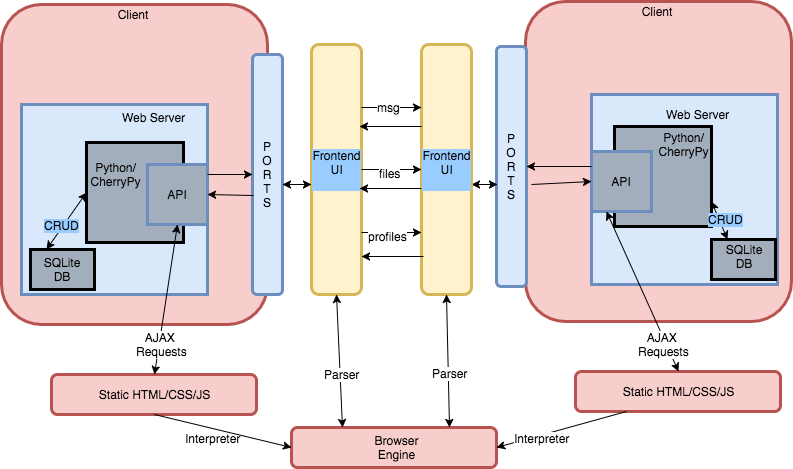 Client
Client
Web Server
Web Server
Python/
CherryPy
API
CRUD
SQLite
DB
P
O
R
T
S
Frontend
UI
msg
files
profiles
Frontend
UI
P
O
R
T
S
Python/
CherryPy
API
CRUD
SQLite
DB
AJAX
Requests
AJAX
Requests
Parser
Parser
Static HTML/CSS/JS
Static HTML/CSS/JS
Interpreter
Interpreter
Browser
Engine